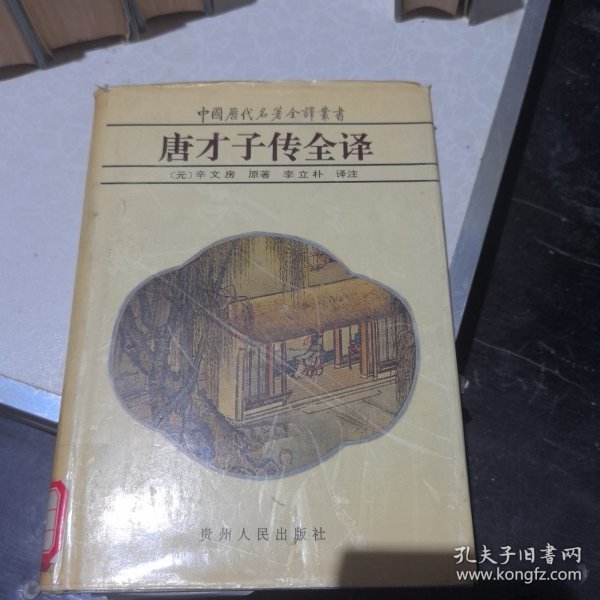 中國歷代名著全譯叢書
唐才子传全译
〔元〕辛文房 原著 李立朴 译注
贵州人民出版社
孔夫子旧书网
www.kongfz.com